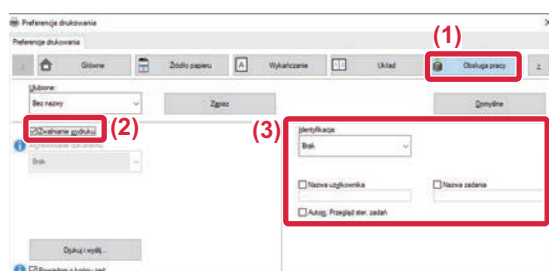 Preferencje drukowania
Preferencje drukowania
(1)
Główne
Źródło papieru
A
Wykańczanie
Układ
Obsługa pracy
Ulubione:
Bez nazwy
Zapisz
Domyślne
Zwalnianie wydruku
(2)
(3)
Identyfikacja:
Brak
Brak
Nazwa użytkownika
Nazwa zadania
Autom. Przegląd ster. zadań
Drukuj i wyślij...